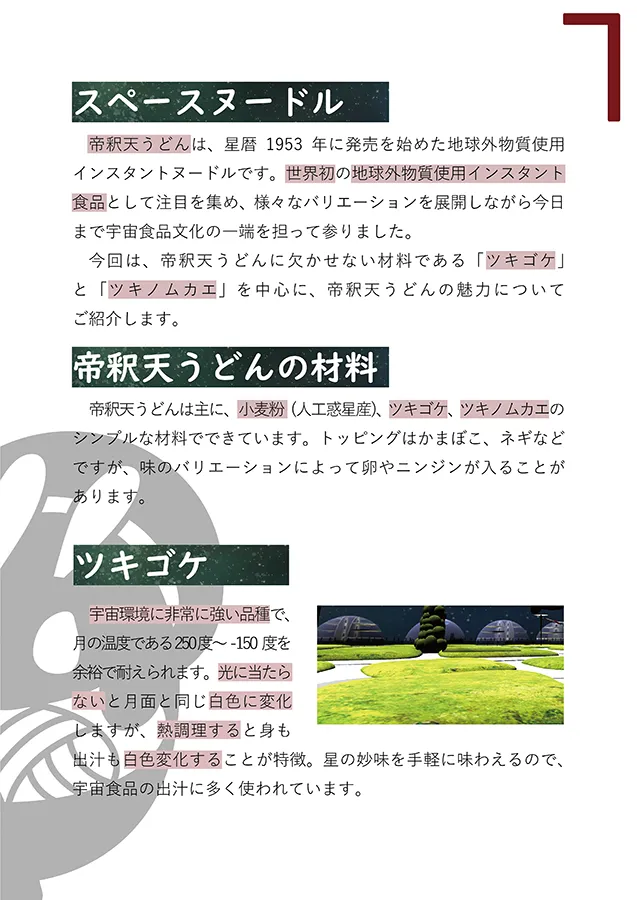 スペースヌードル
帝釈天うどんは、星暦 1953 年に発売を始めた地球外物質使用
インスタントヌードルです。世界初の地球外物質使用インスタント
食品として注目を集め、様々なバリエーションを展開しながら今日
まで宇宙食品文化の一端を担って参りました。
今回は、帝釈天うどんに欠かせない材料である「ツキゴケ」
と「ツキノムカエ」を中心に、帝釈天うどんの魅力について
ご紹介します。
帝釈天うどんの材料
帝釈天うどんは主に、小麦粉 (人工惑星産)、ツキゴケ、ツキノムカエの
シンプルな材料でできています。トッピングはかまぼこ、ネギなど
ですが、味のバリエーションによって卵やニンジンが入ることが
あります。
ツキゴケ
宇宙環境に非常に強い品種で、
月の温度である250度〜 -150 度を
余裕で耐えられます。光に当たら
ないと月面と同じ白色に変化
しますが、熱調理すると身も
出汁も白色変化することが特徴。星の妙味を手軽に味わえるので、
宇宙食品の出汁に多く使われています。